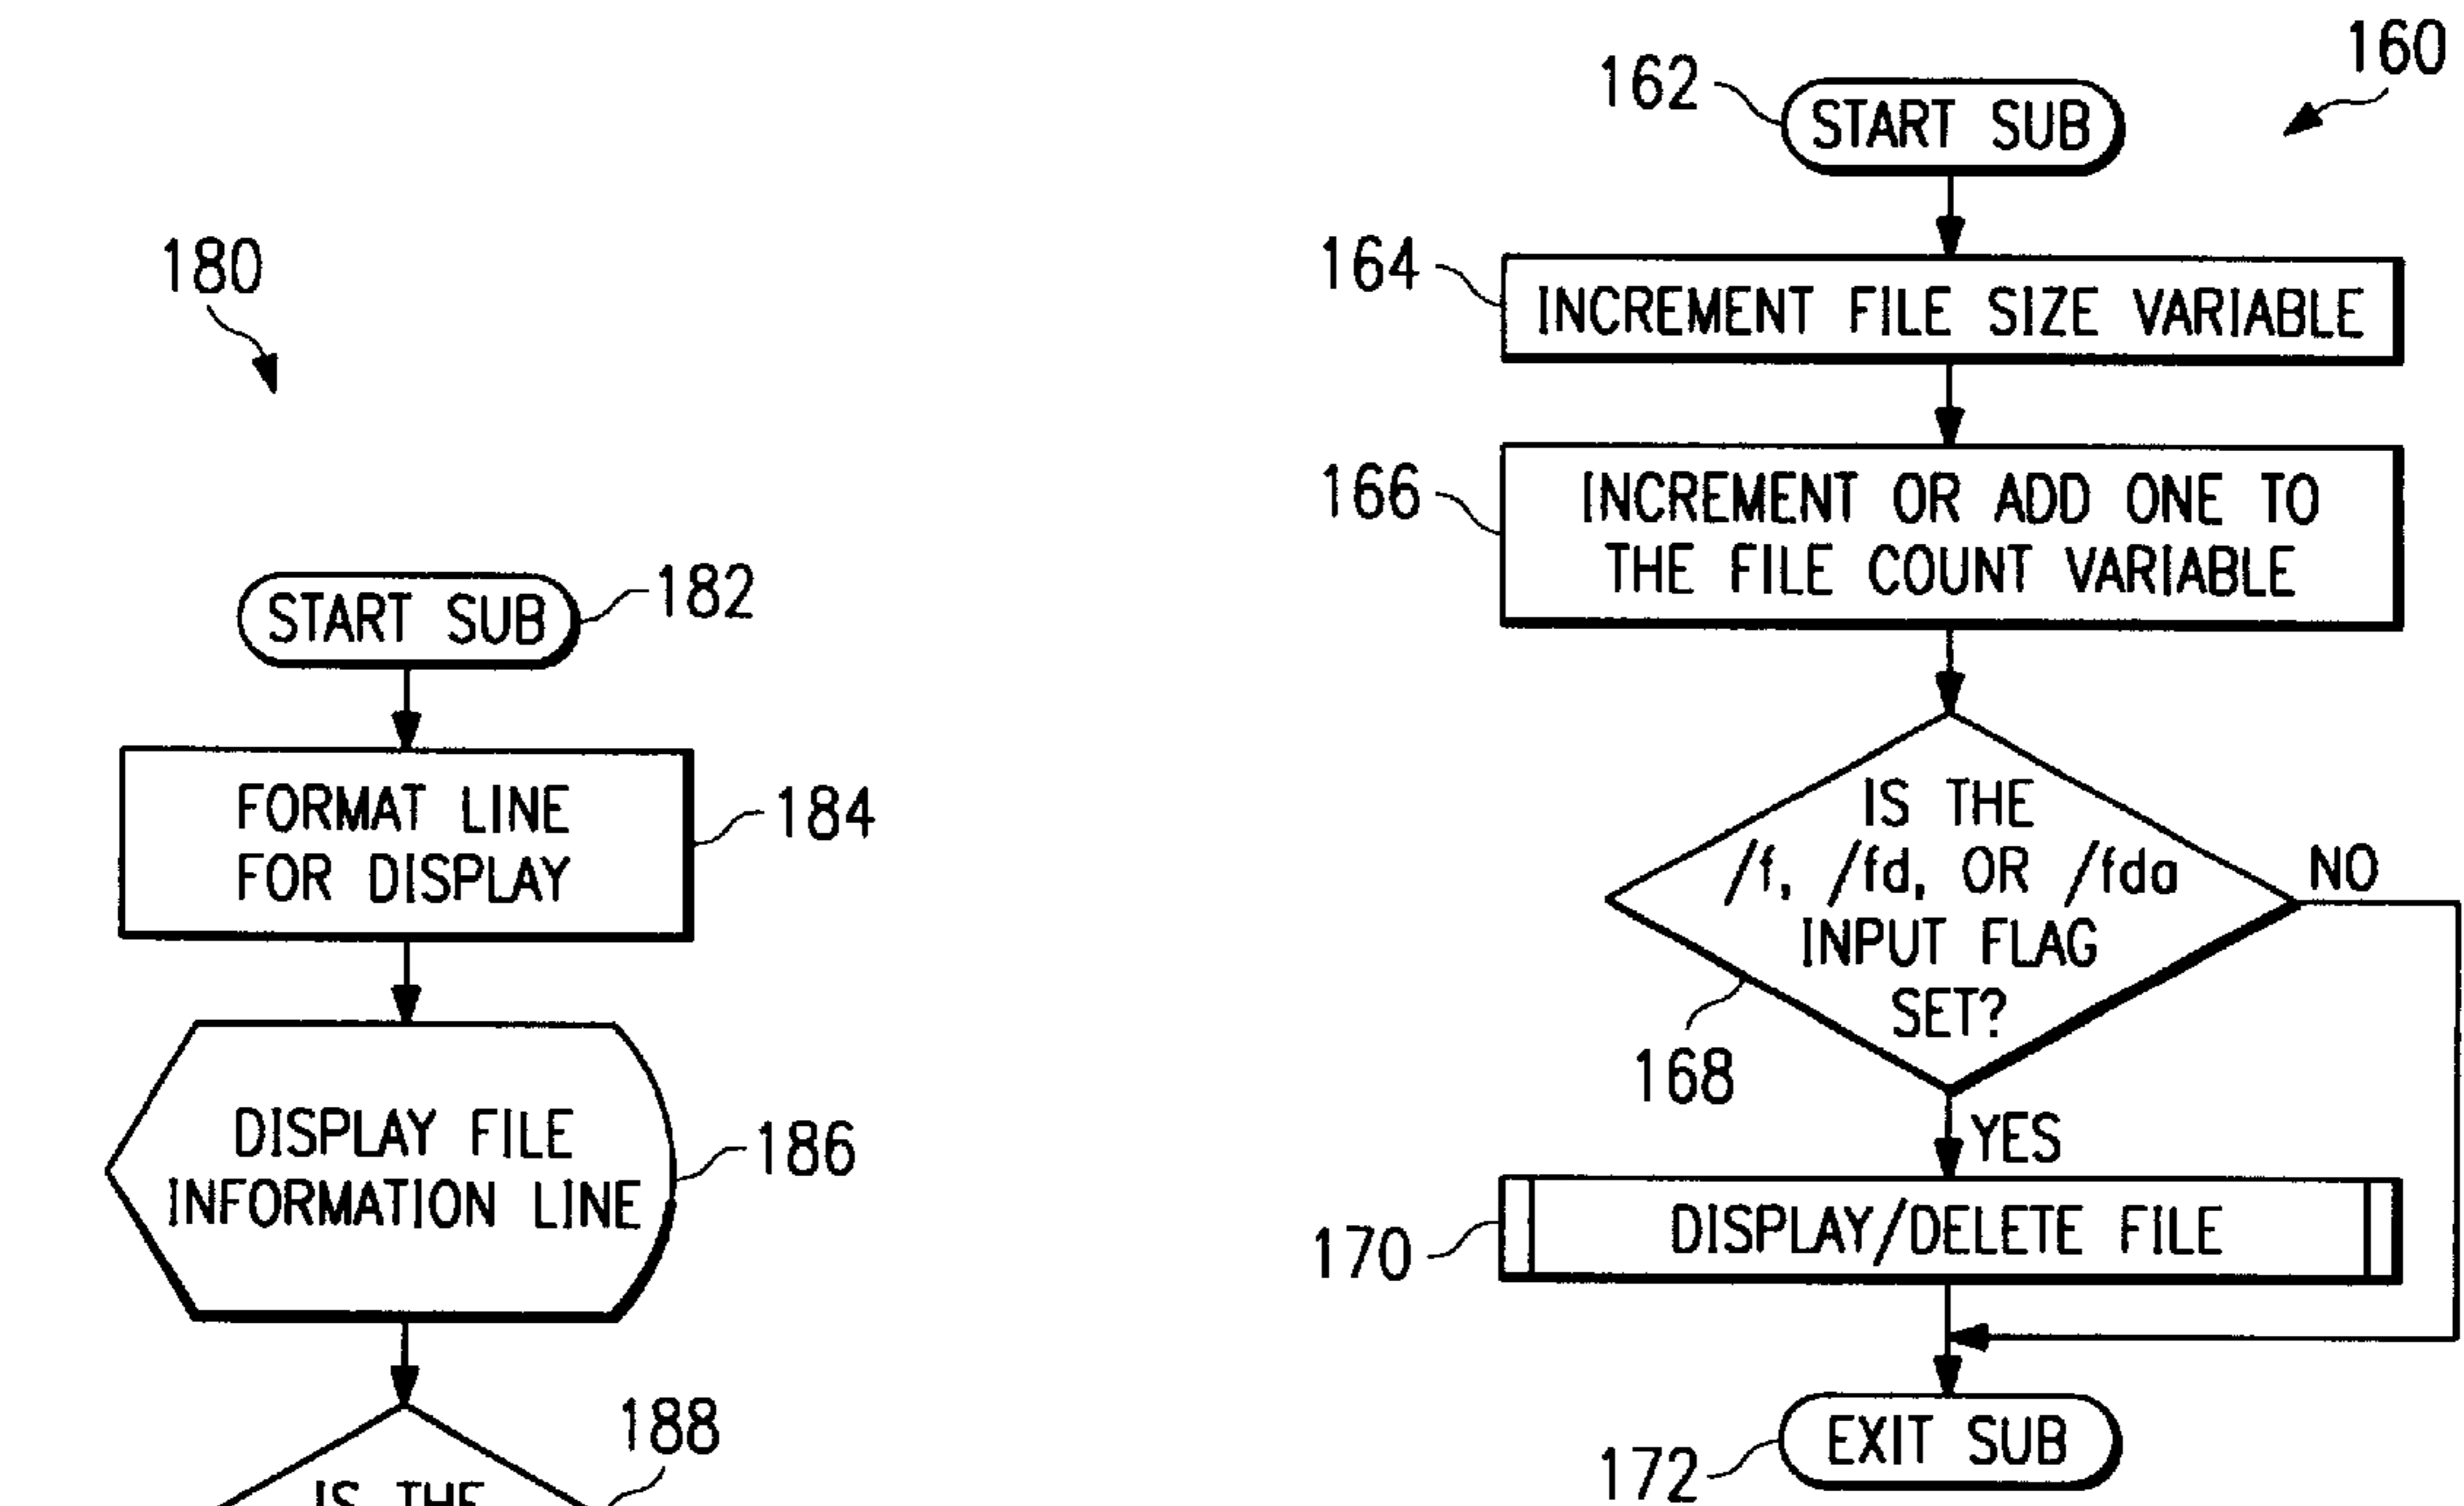 180
START SUB
182
FORMAT LINE
FOR DISPLAY
184
DISPLAY FILE
INFORMATION LINE
186
188
IS THE
160
162
START SUB
164
INCREMENT FILE SIZE VARIABLE
166
INCREMENT OR ADD ONE TO
THE FILE COUNT VARIABLE
IS THE
/f, /fd, OR /fda
INPUT FLAG
SET?
NO
168
YES
170
DISPLAY/DELETE FILE
172
EXIT SUB